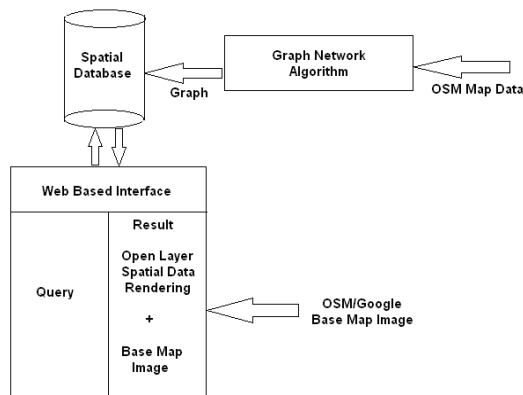 Spatial
Database
Graph Network
Algorithm
Graph
OSM Map Data
Web Based Interface
Query
Result
Open Layer
Spatial Data
Rendering
+
Base Map
Image
OSM/Google
Base Map Image